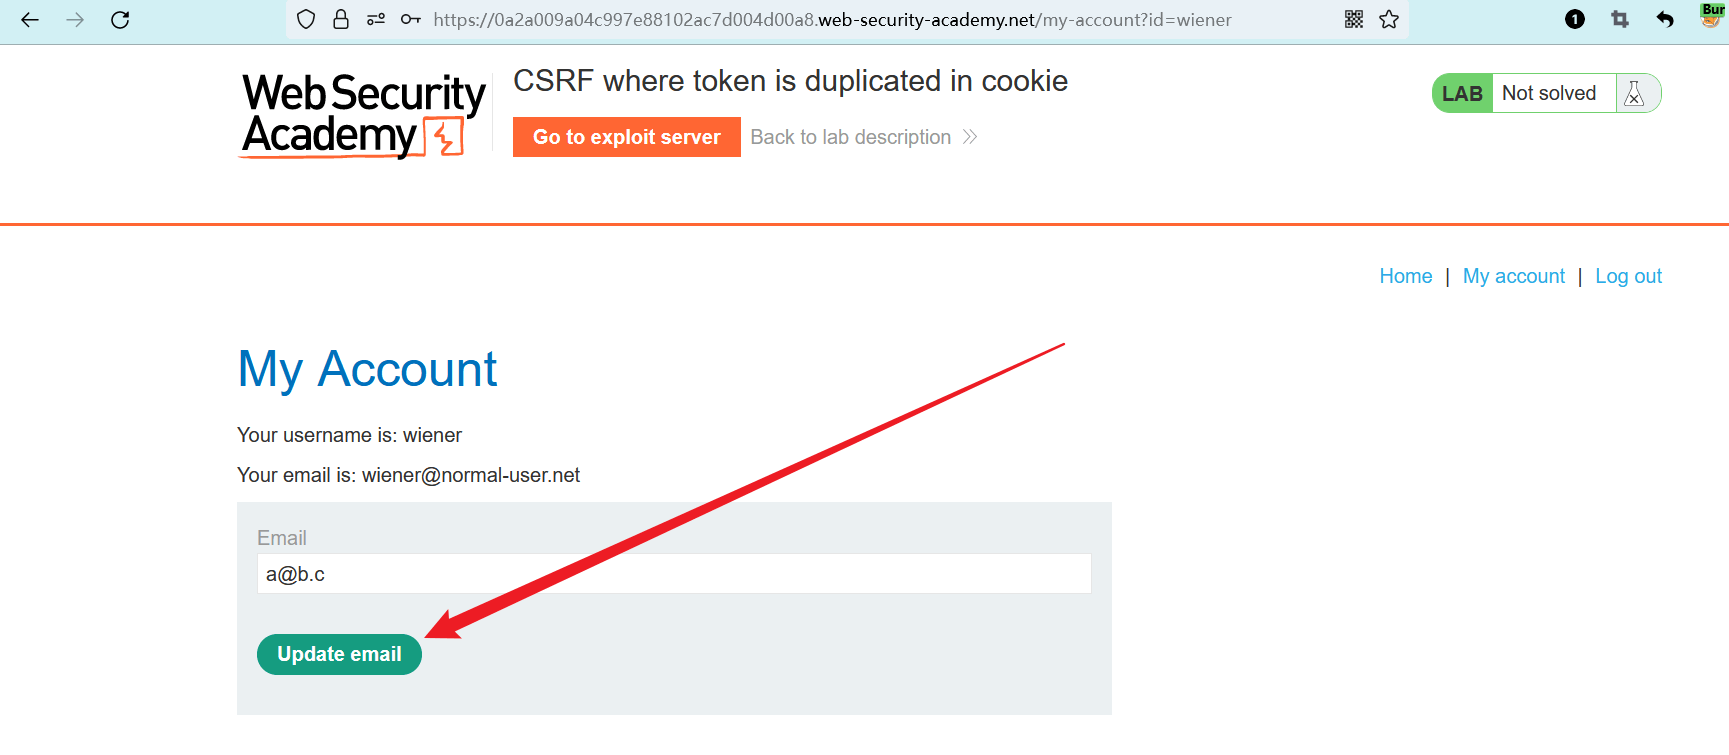 https://0a2a009a04c997e88102ac7d004d00a8.web-security-academy.net/my-account?id=wiener
1
Bur
Web Security
Academy
CSRF where token is duplicated in cookie
Go to exploit server
Back to lab description
LAB
Not solved
Home | My account | Log out
My Account
Your username is: wiener
Your email is: wiener@normal-user.net
Email
a@b.c
Update email